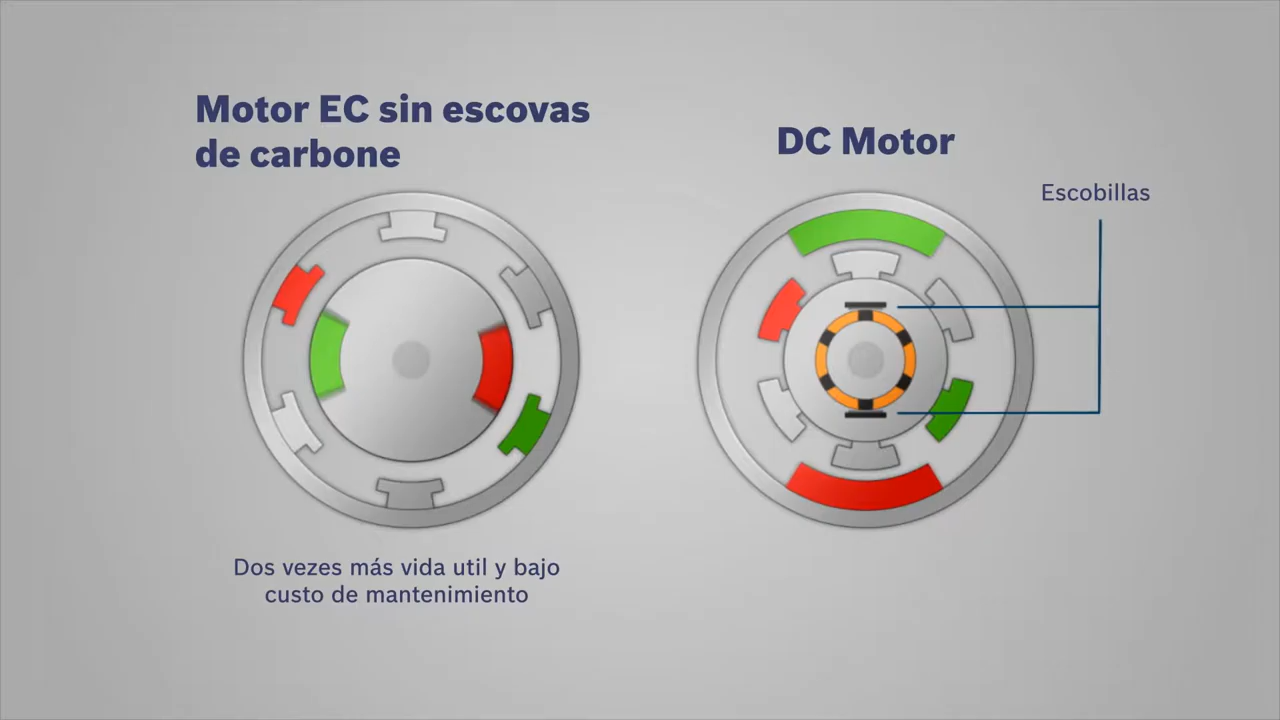 Motor EC sin escovas
de carbone
DC Motor
Escobillas
Dos vezes más vida util y bajo
custo de mantenimiento